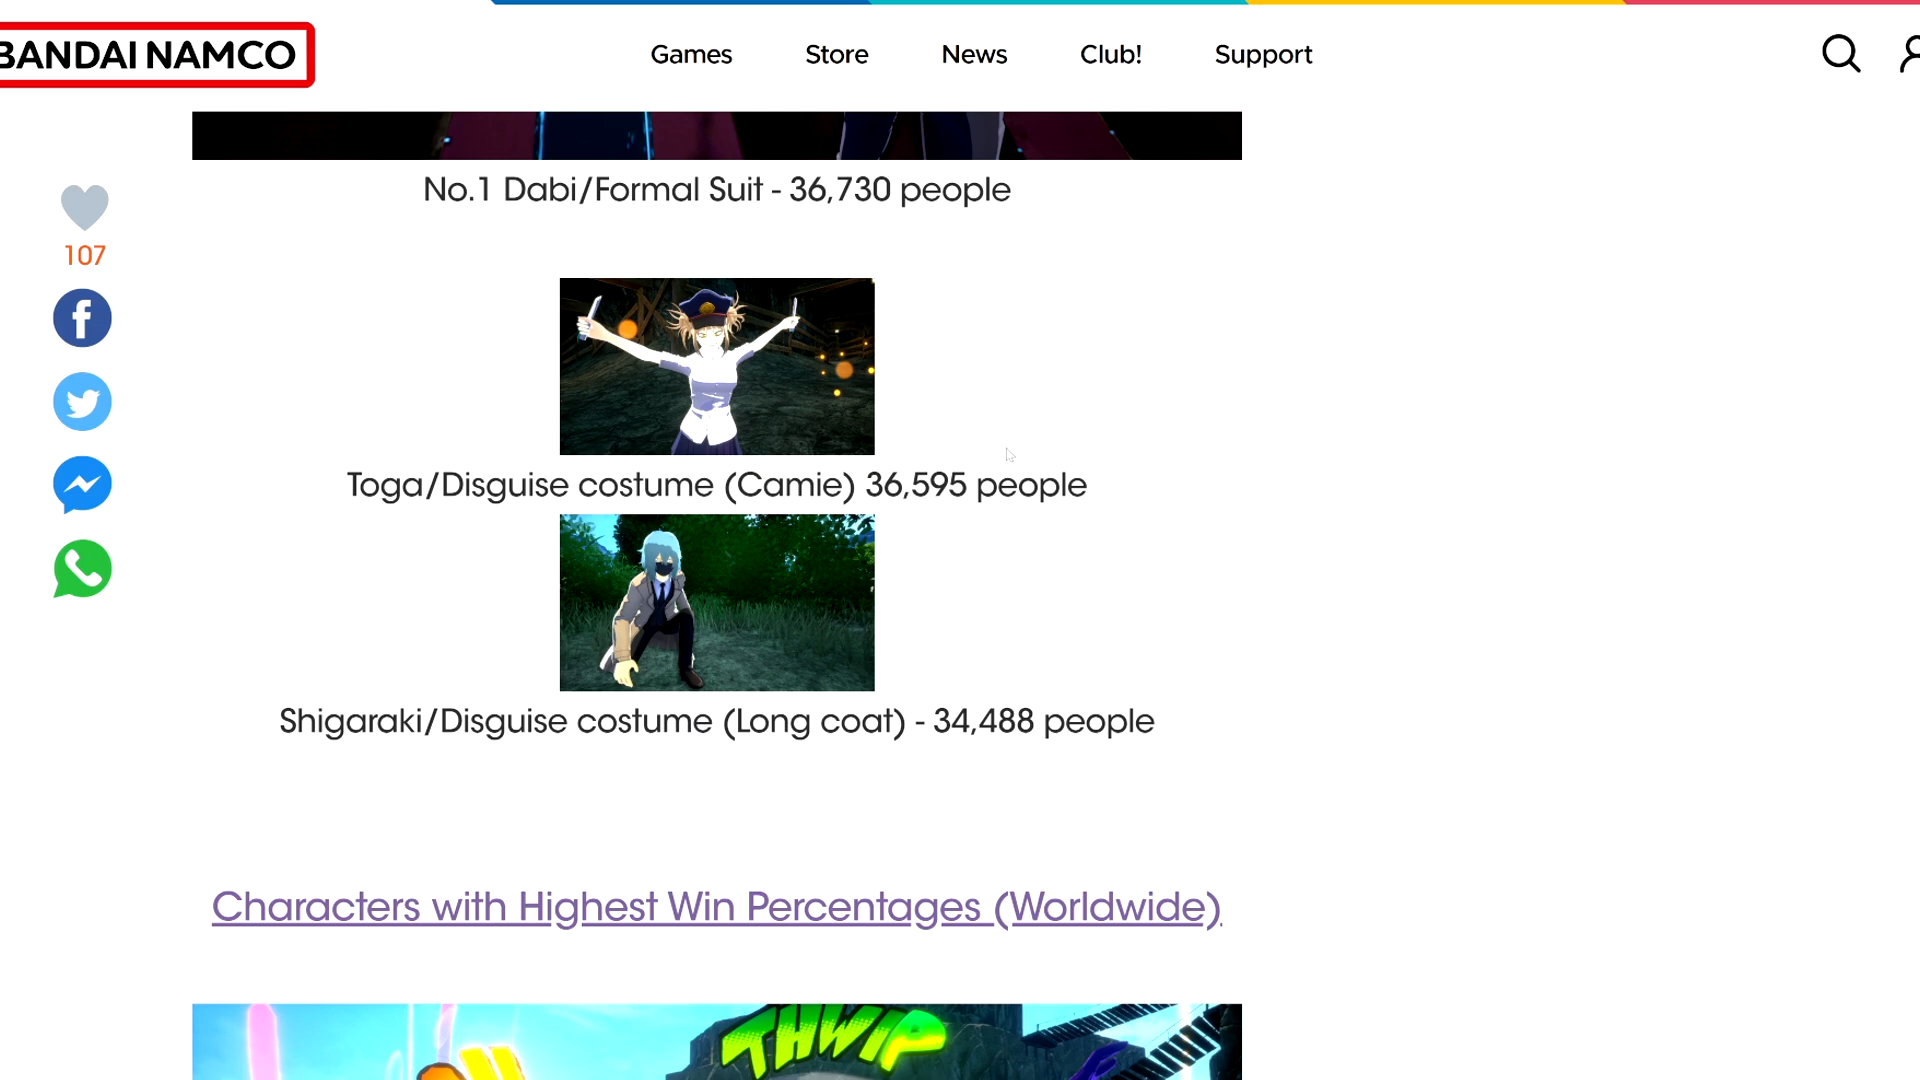 BANDAI NAMCO
Games
Store
News
Club!
Support
No.1 Dabi/Formal Suit - 36,730 people
107
Toga/Disguise costume (Camie) 36,595 people
Shigaraki/Disguise costume (Long coat) - 34,488 people
Characters with Highest Win Percentages (Worldwide)
THWIP